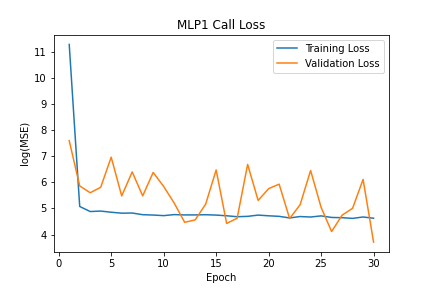 MLP1 Call Loss
Training Loss
Validation Loss
log(MSE)
11
10
9
8
7
6
5
4
0 5 10 15 20 25 30
Epoch